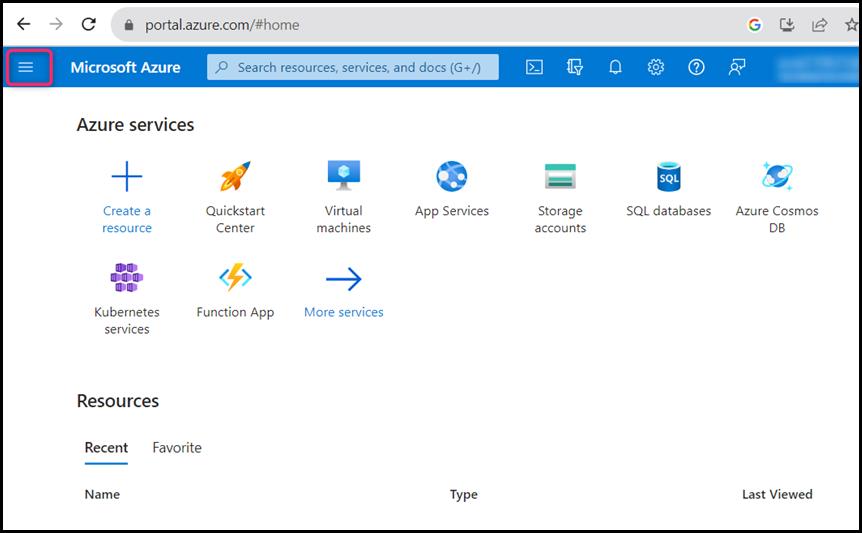 portal.azure.com/#home
Microsoft Azure
Search resources, services, and docs (G+/)
Azure services
Create a
resource
Quickstart
Center
Virtual
machines
App Services
Storage
accounts
SQL
SQL databases
Azure Cosmos
DB
Kubernetes
services
Function App
More services
Resources
Recent Favorite
Name Type Last Viewed